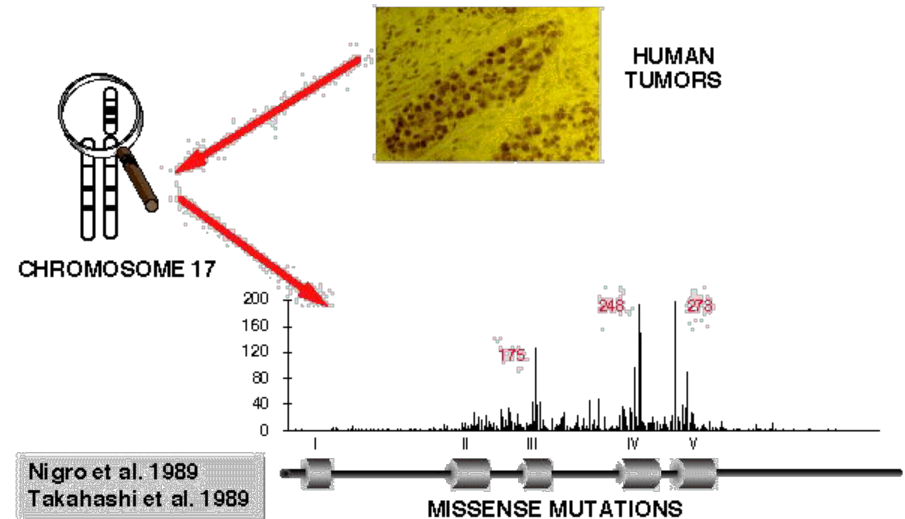 HUMAN
TUMORS
CHROMOSOME 17
200
160
120
80
40
0
175
248
273
I II III IV V
Nigro et al. 1989
Takahashi et al. 1989
MISSENSE MUTATIONS